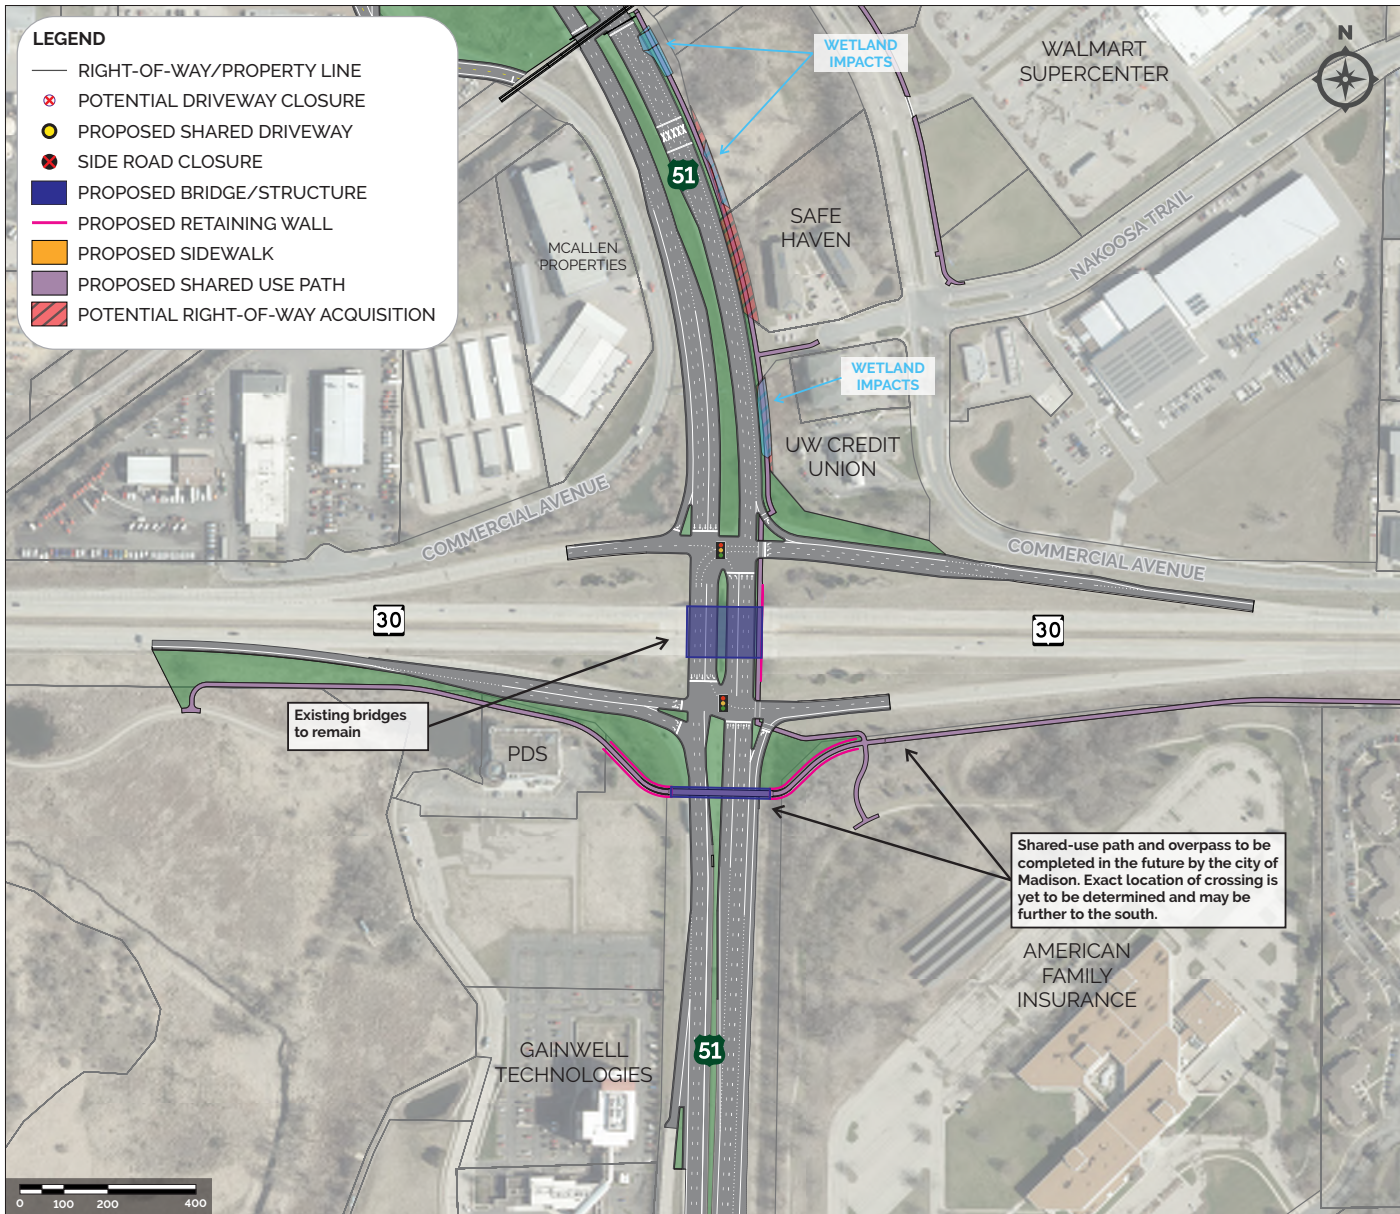 LEGEND
RIGHT-OF-WAY/PROPERTY LINE
POTENTIAL DRIVEWAY CLOSURE
PROPOSED SHARED DRIVEWAY
SIDE ROAD CLOSURE
PROPOSED BRIDGE/STRUCTURE
PROPOSED RETAINING WALL
PROPOSED SIDEWALK
PROPOSED SHARED USE PATH
POTENTIAL RIGHT-OF-WAY ACQUISITION
WETLAND
IMPACTS
WALMART
SUPERCENTER
N
51
SAFE
HAVEN
NAKOOSA TRAIL
MCALLEN
PROPERTIES
WETLAND
IMPACTS
UW CREDIT
UNION
COMMERCIAL AVENUE
COMMERCIAL AVENUE
30
30
Existing bridges
to remain
PDS
Shared-use path and overpass to be
completed in the future by the city of
Madison. Exact location of crossing is
yet to be determined and may be
further to the south.
AMERICAN
FAMILY
INSURANCE
51
GAINWELL
TECHNOLOGIES
0 100 200 400